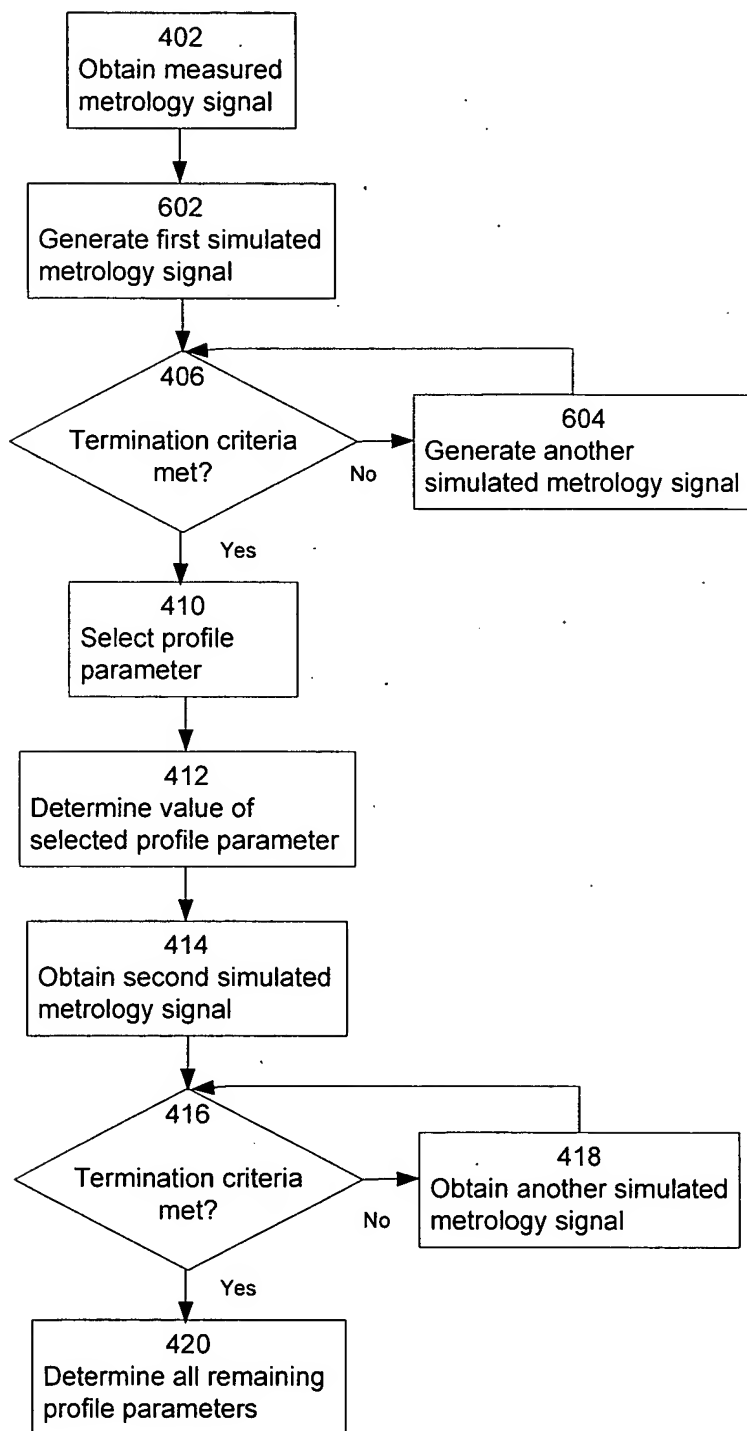 402
Obtain measured
metrology signal
602
Generate first simulated
metrology signal
406
Termination criteria
met?
No
604
Generate another
simulated metrology signal
Yes
410
Select profile
parameter
412
Determine value of
selected profile parameter
414
Obtain second simulated
metrology signal
416
Termination criteria
met?
No
418
Obtain another simulated
metrology signal
Yes
420
Determine all remaining
profile parameters